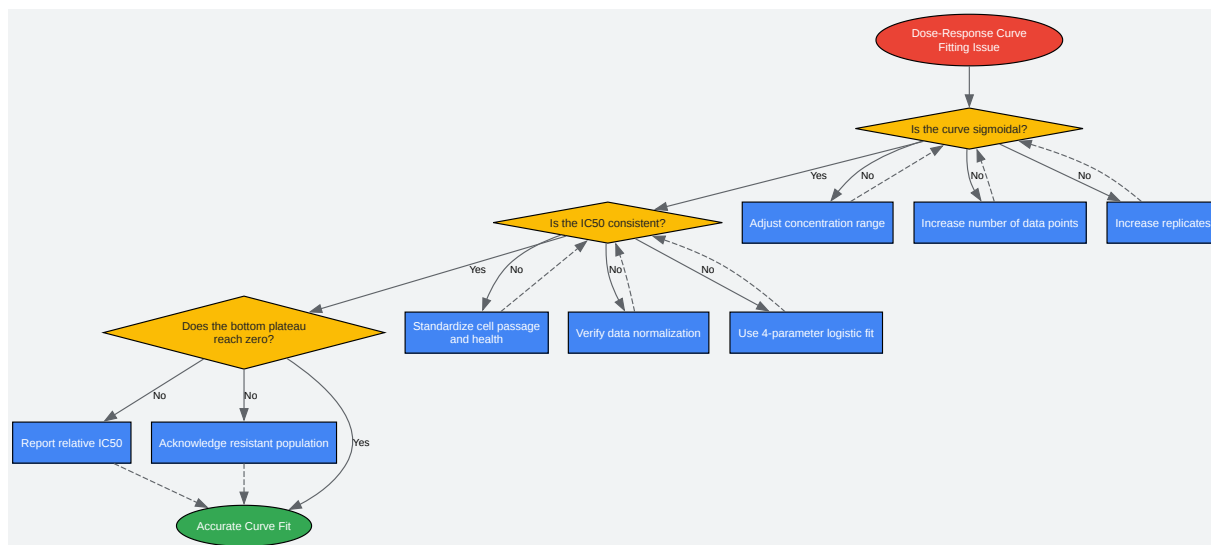 Dose-Response Curve
Fitting Issue
Is the curve sigmoidal?
Yes
No
No
No
Is the IC50 consistent?
Adjust concentration range
Increase number of data points
Increase replicates
Yes
No
No
No
Does the bottom plateau
reach zero?
Standardize cell passage
and health
Verify data normalization
Use 4-parameter logistic fit
No
No
Yes
Report relative IC50
Acknowledge resistant population
Accurate Curve Fit